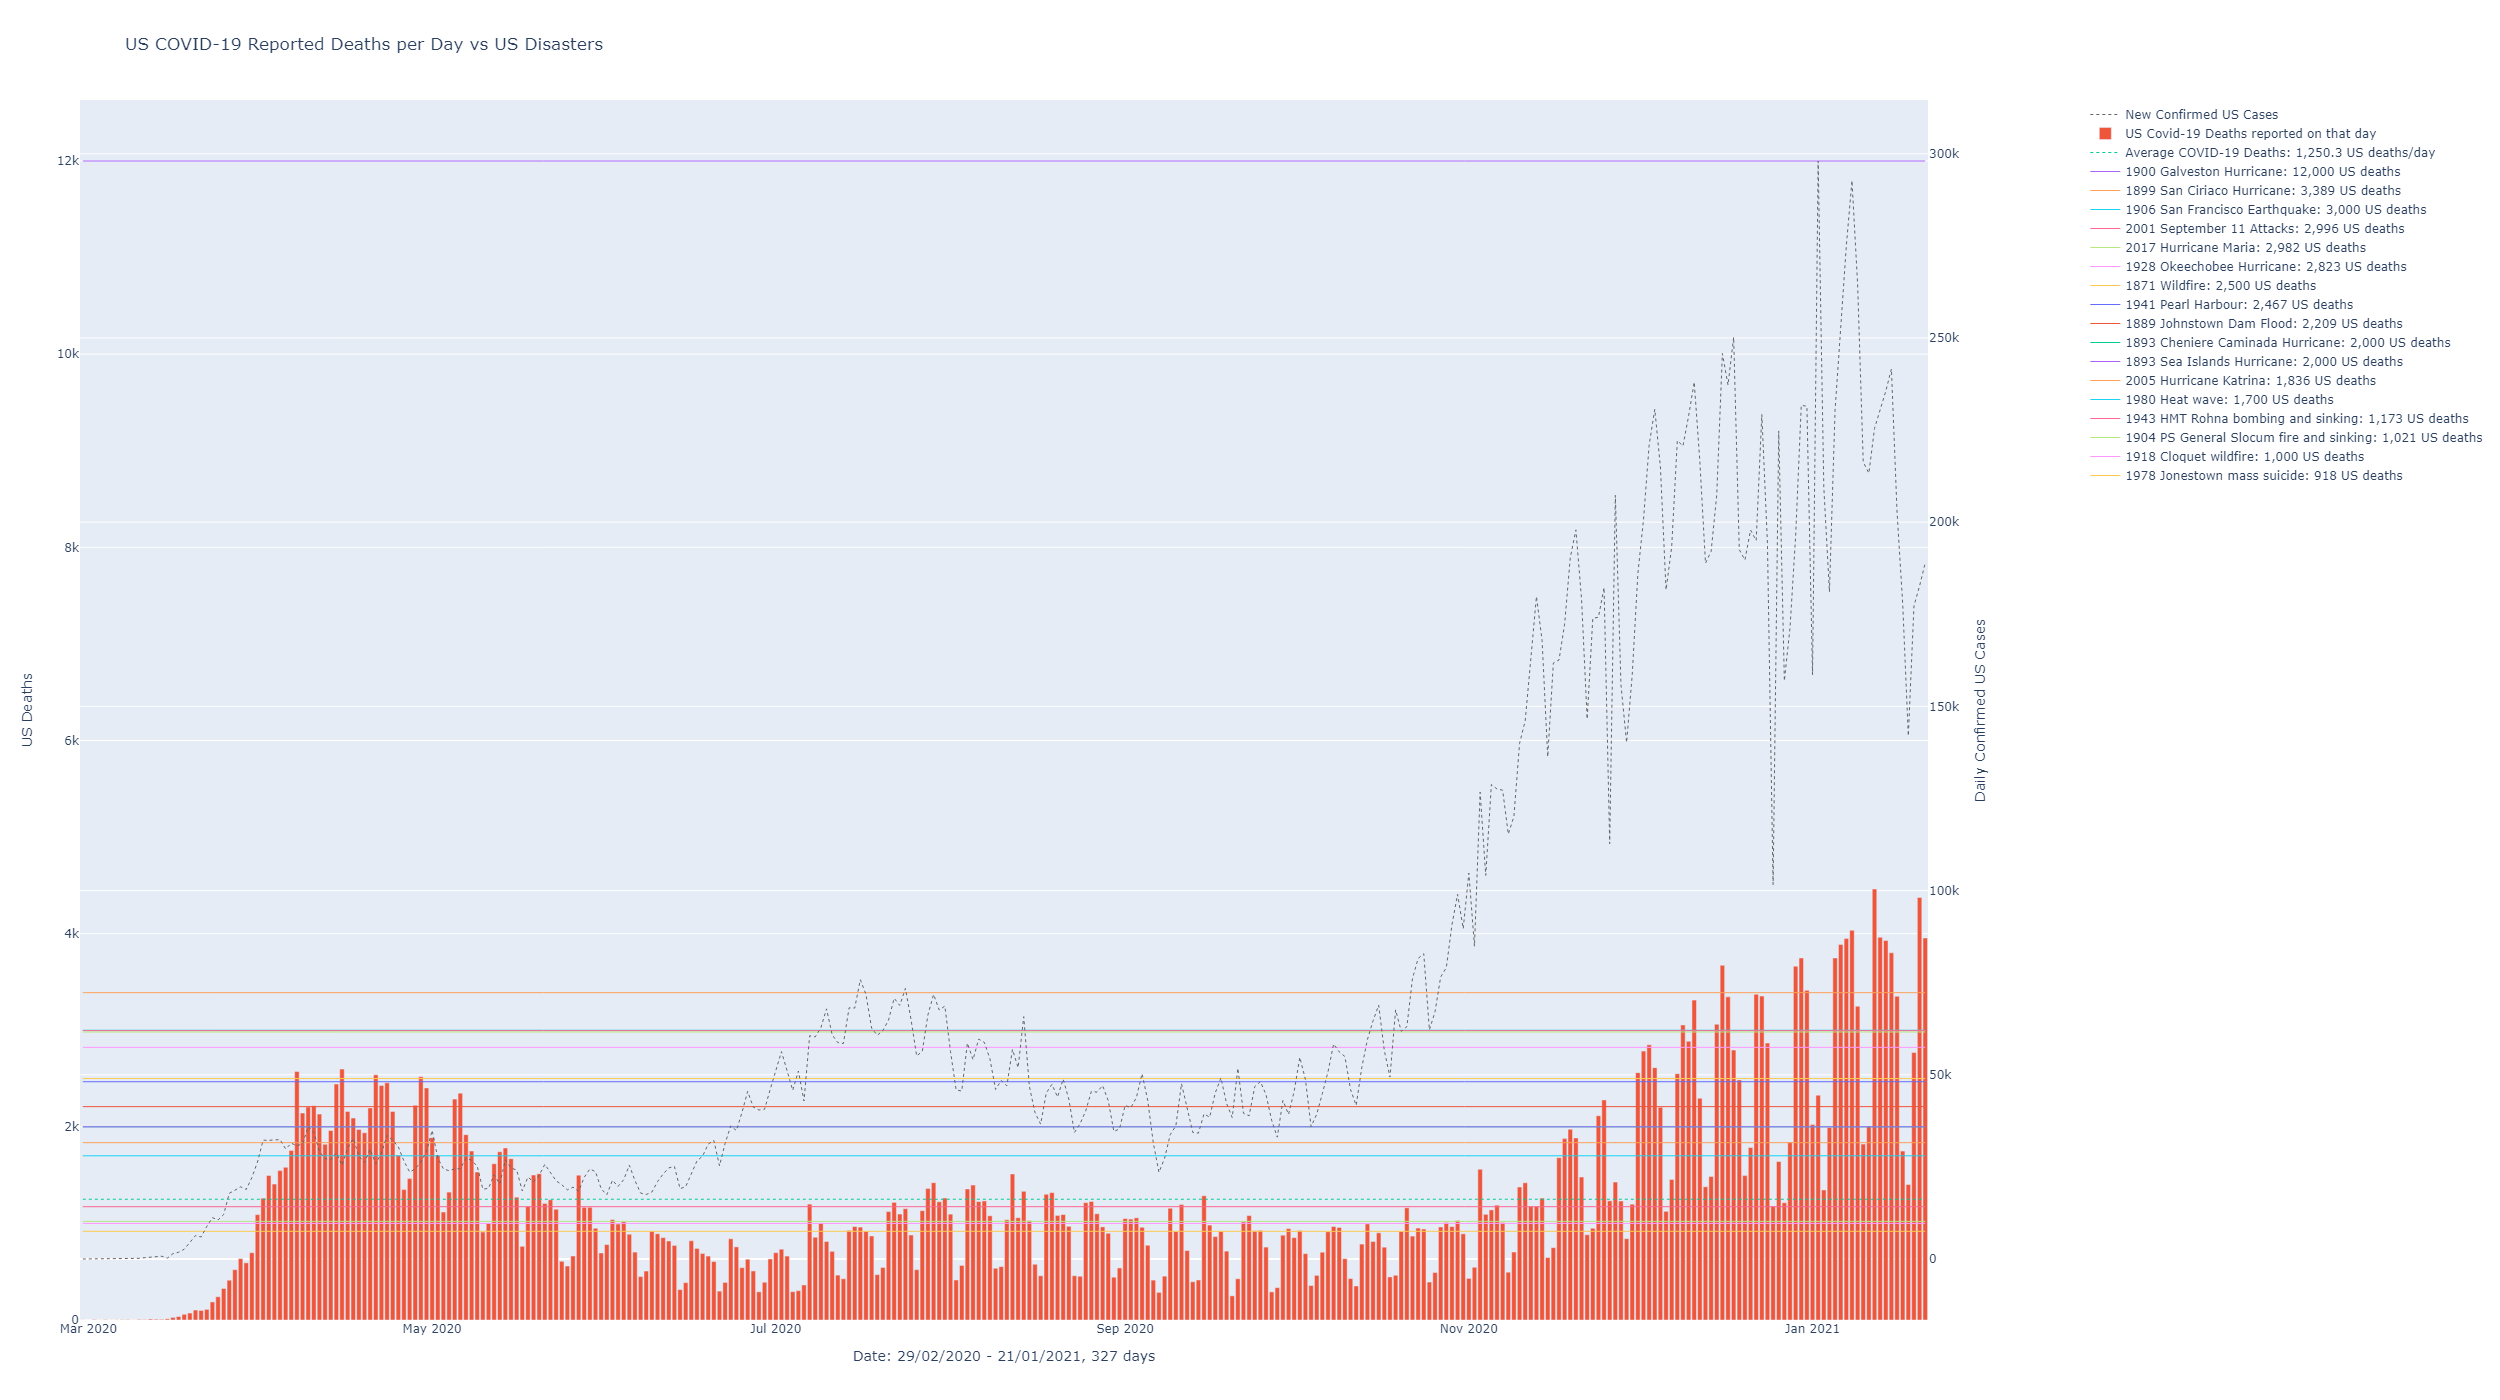 US COVID-19 Reported Deaths per Day vs US Disasters
New Confirmed US Cases
US Covid-19 Deaths reported on that day
Average COVID-19 Deaths: 1,250.3 US deaths/day
1900 Galveston Hurricane: 12,000 US deaths
1899 San Ciriaco Hurricane: 3,389 US deaths
1906 San Francisco Earthquake: 3,000 US deaths
2001 September 11 Attacks: 2,996 US deaths
2017 Hurricane Maria: 2,982 US deaths
1928 Okeechobee Hurricane: 2,823 US deaths
1871 Wildfire: 2,500 US deaths
1941 Pearl Harbour: 2,467 US deaths
1889 Johnstown Dam Flood: 2,209 US deaths
1893 Cheniere Caminada Hurricane: 2,000 US deaths
1893 Sea Islands Hurricane: 2,000 US deaths
2005 Hurricane Katrina: 1,836 US deaths
1980 Heat wave: 1,700 US deaths
1943 HMT Rohna bombing and sinking: 1,173 US deaths
1904 PS General Slocum fire and sinking: 1,021 US deaths
1918 Cloquet wildfire: 1,000 US deaths
1978 Jonestown mass suicide: 918 US deaths
US Deaths
12k
10k
8k
6k
4k
2k
0
300k
250k
200k
150k
100k
50k
0
Daily Confirmed US Cases
Mar 2020
May 2020
Jul 2020
Sep 2020
Nov 2020
Jan 2021
Date: 29/02/2020 - 21/01/2021, 327 days